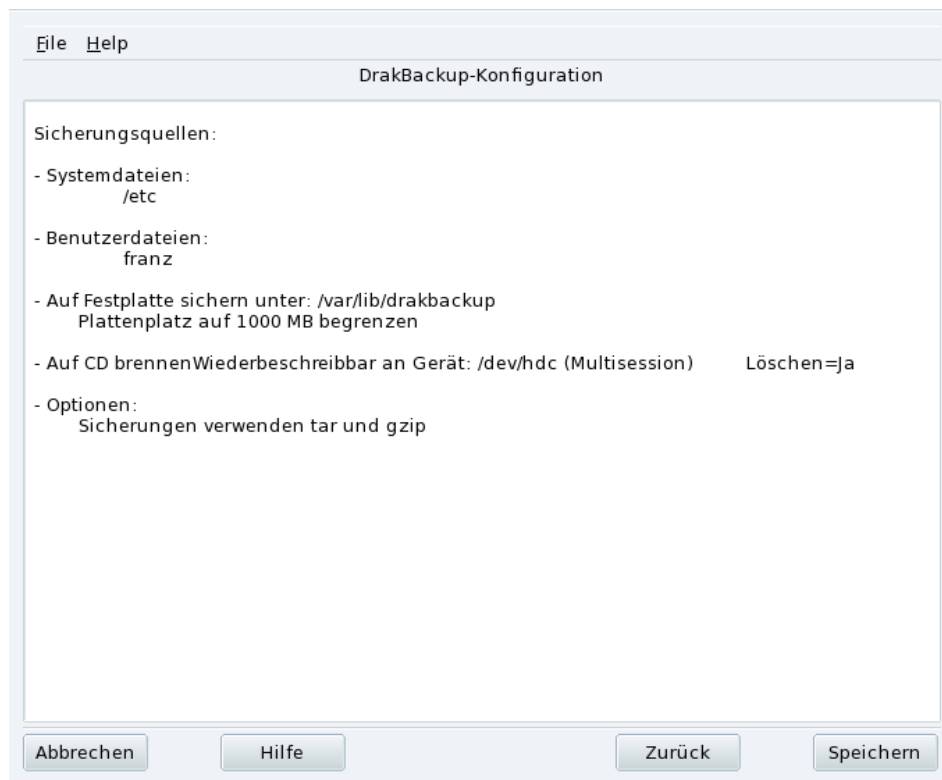 File Help
DrakBackup-Konfiguration
Sicherungsquellen:
- Systemdateien:
/etc
- Benutzerdateien:
franz
- Auf Festplatte sichern unter: /var/lib/drakbackup
Plattenplatz auf 1000 MB begrenzen
- Auf CD brennenWiederbeschreibbar an Gerät: /dev/hdc (Multisession) Löschen=Ja
- Optionen:
Sicherungen verwenden tar und gzip
Abbrechen Hilfe Zurück Speichern